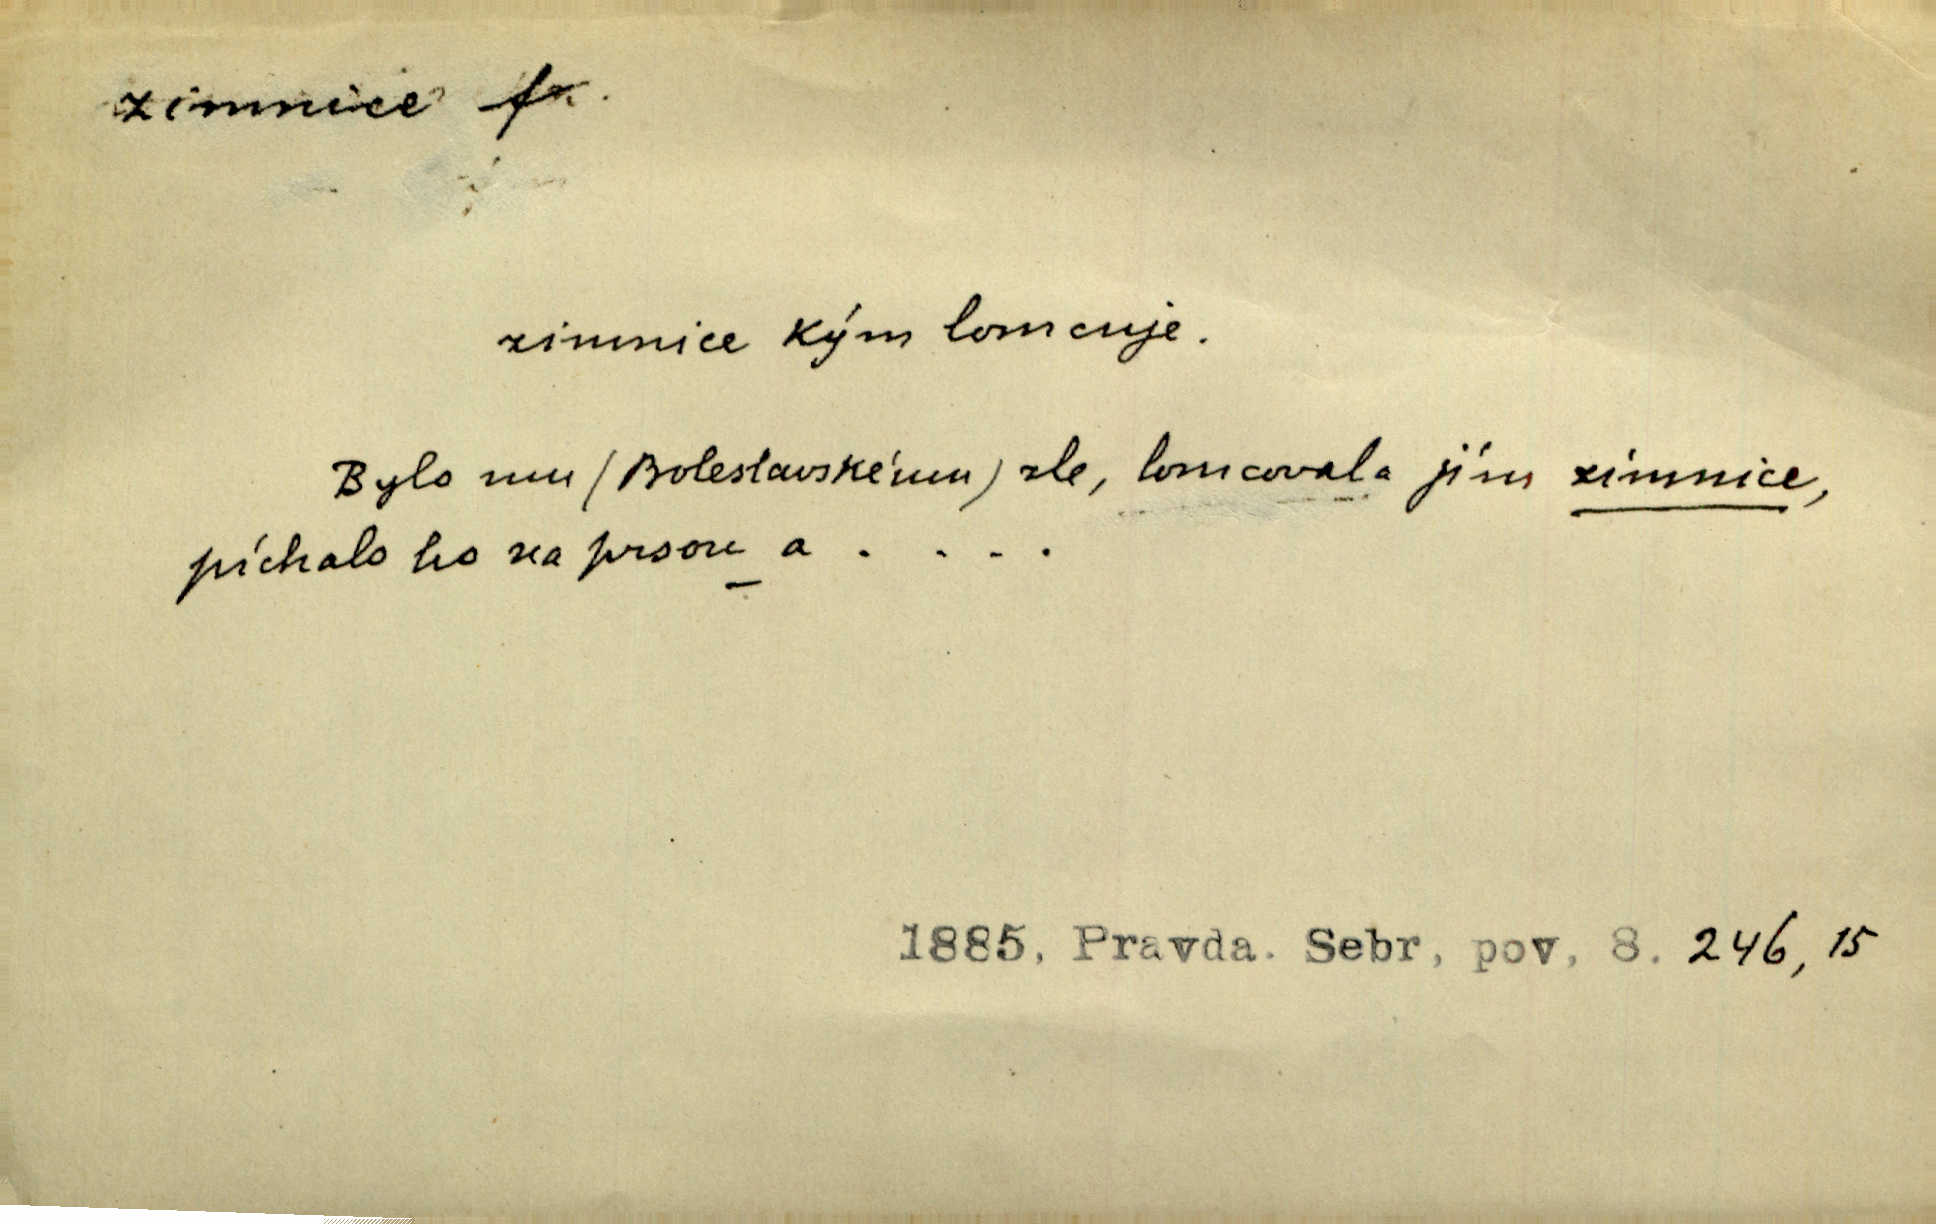 zimnice f.
zimnice kým lomcuje.
Bylo mu (Boleslavskému) zle, lomcovala jím zimnice,
píchalo ho na prsou a . . . .
1885, Pravda. Sebr, pov, 8. 246, 15